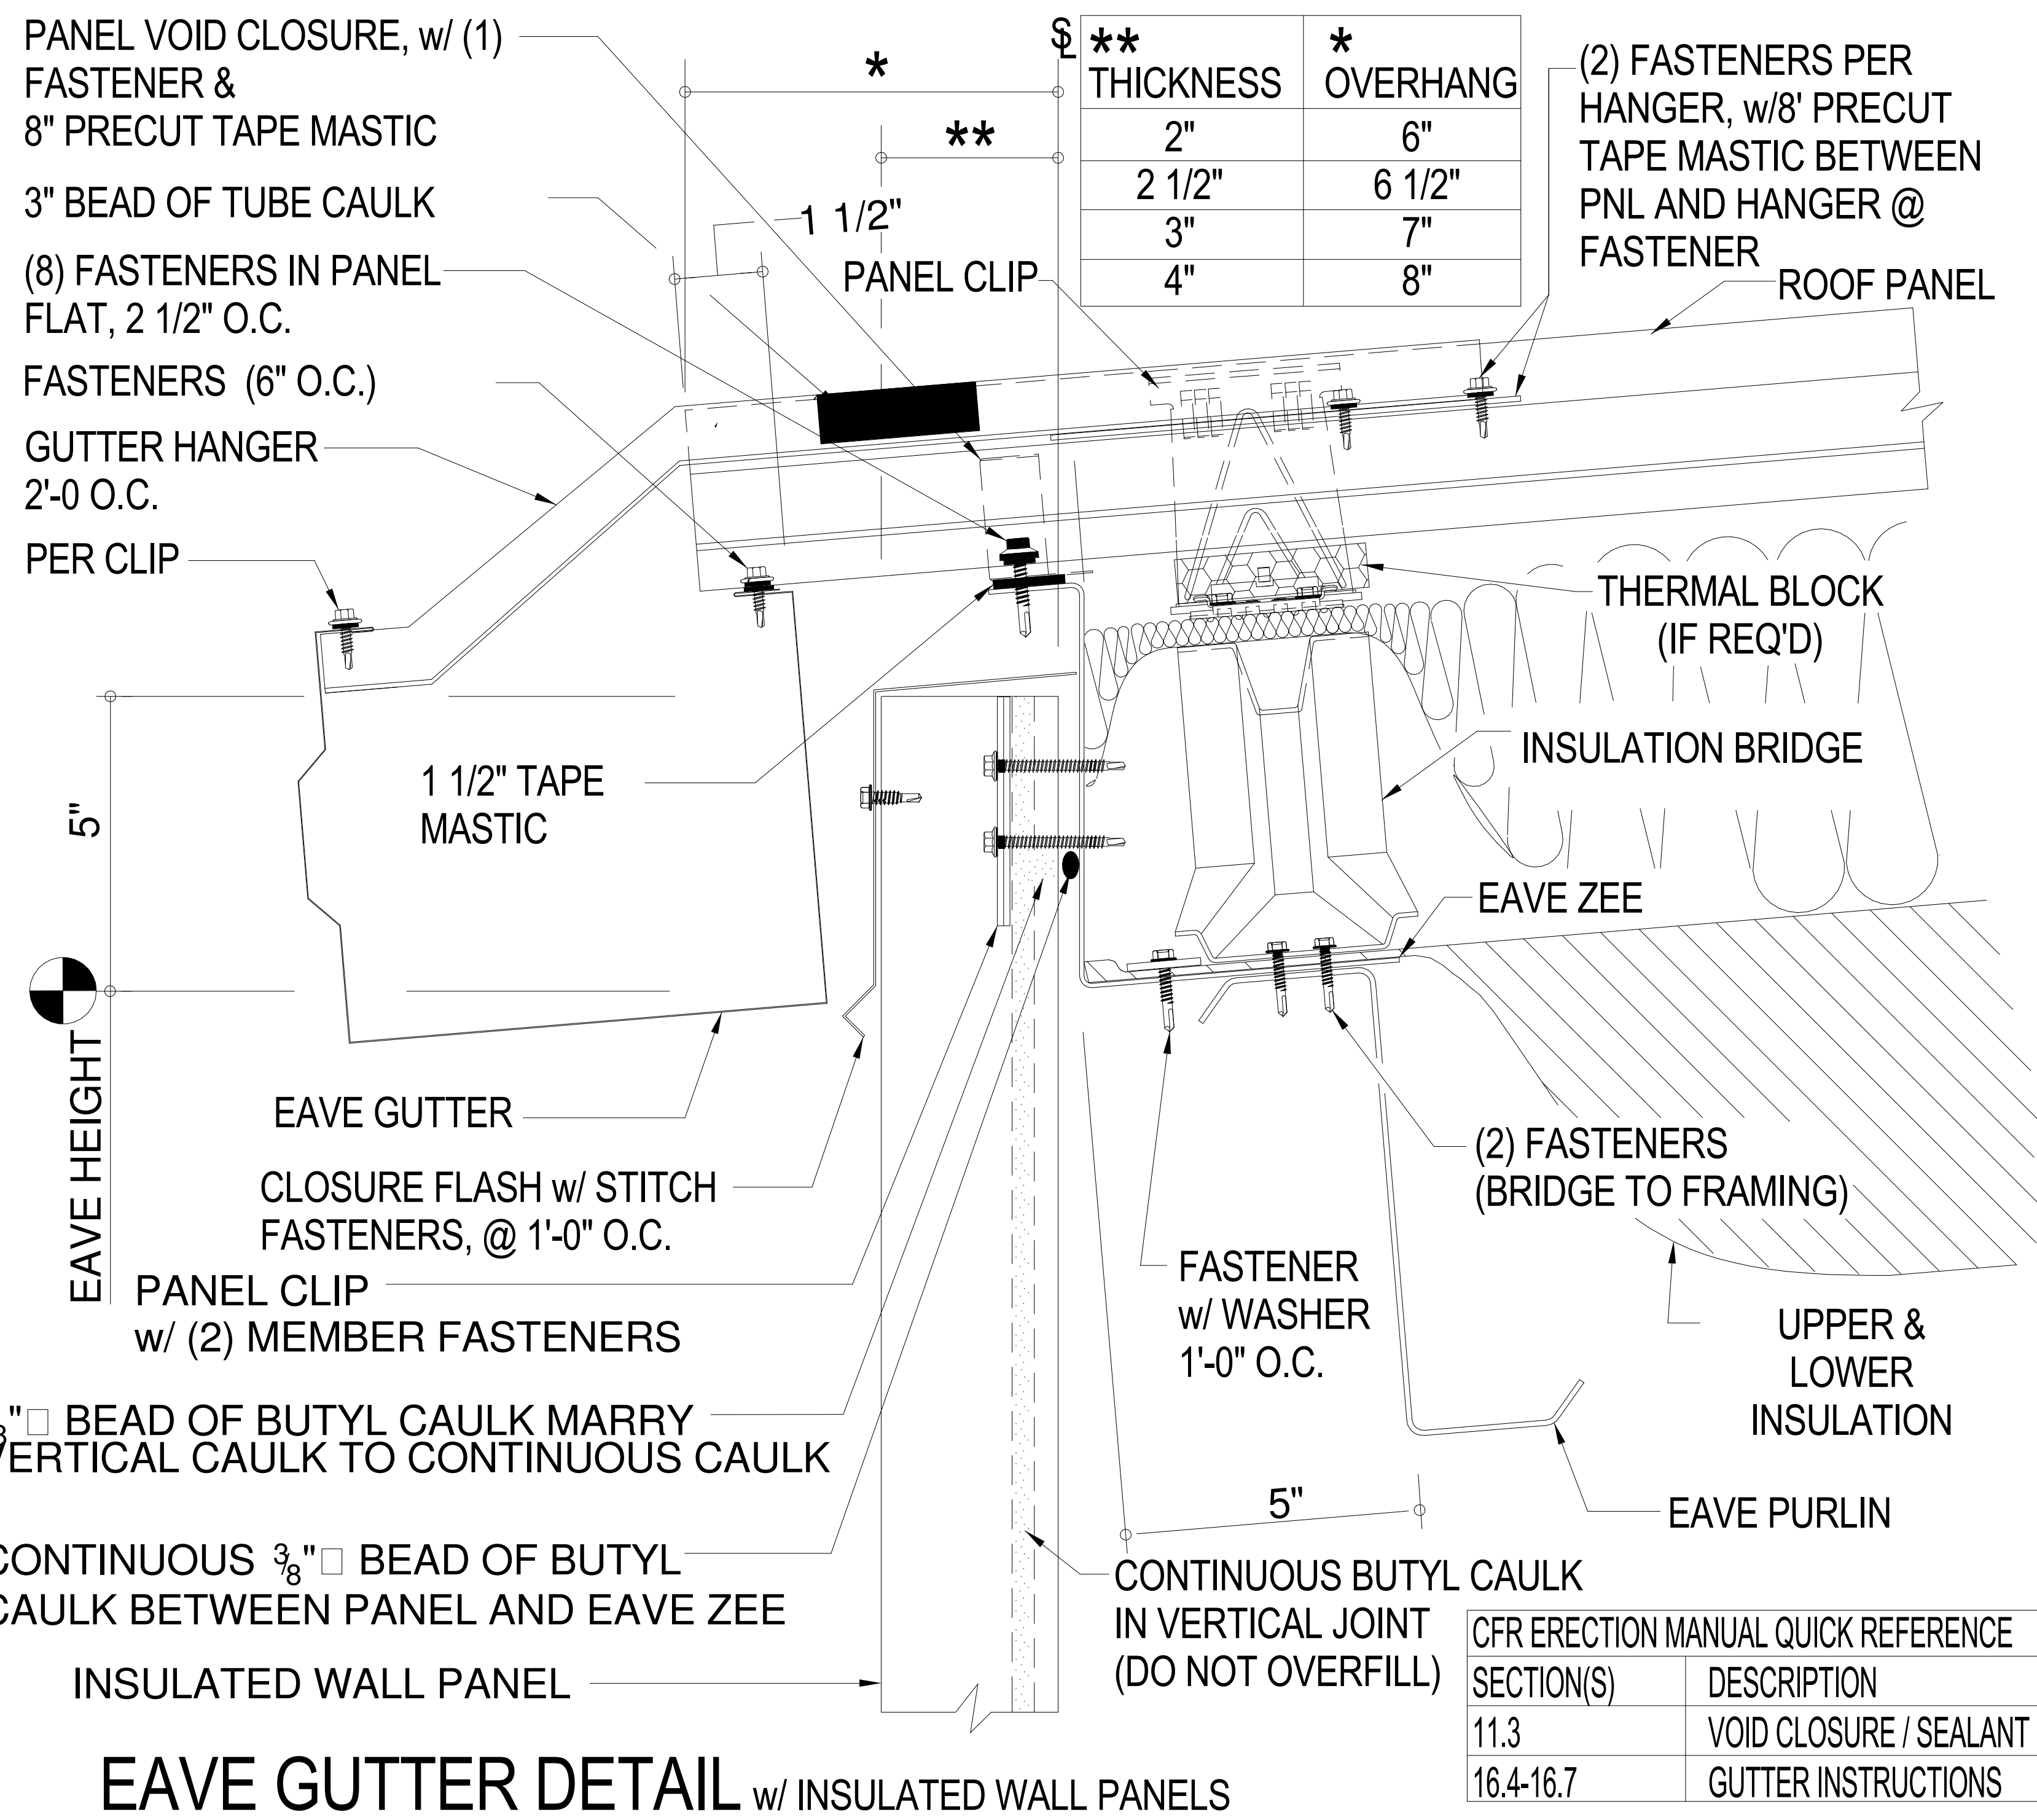 PANEL VOID CLOSURE, w/ (1)
FASTENER &
8" PRECUT TAPE MASTIC
3" BEAD OF TUBE CAULK
(8) FASTENERS IN PANEL
FLAT, 2 1/2" O.C.
FASTENERS (6" O.C.)
GUTTER HANGER
2'-0 O.C.
PER CLIP
*
**
1 1/2"
PANEL CLIP
** *
THICKNESS OVERHANG
2" 6"
2 1/2" 6 1/2"
3" 7"
4" 8"
(2) FASTENERS PER
HANGER, w/8' PRECUT
TAPE MASTIC BETWEEN
PNL AND HANGER @
FASTENER
ROOF PANEL
THERMAL BLOCK
(IF REQ'D)
INSULATION BRIDGE
1 1/2" TAPE
MASTIC
5"
EAVE HEIGHT
EAVE ZEE
EAVE GUTTER
CLOSURE FLASH w/ STITCH
FASTENERS, @ 1'-0" O.C.
PANEL CLIP
w/ (2) MEMBER FASTENERS
"□ BEAD OF BUTYL CAULK MARRY
VERTICAL CAULK TO CONTINUOUS CAULK
CONTINUOUS ⅜"□ BEAD OF BUTYL
CAULK BETWEEN PANEL AND EAVE ZEE
INSULATED WALL PANEL
(2) FASTENERS
(BRIDGE TO FRAMING)
FASTENER
w/ WASHER
1'-0" O.C.
UPPER &
LOWER
INSULATION
5"
EAVE PURLIN
CONTINUOUS BUTYL CAULK
IN VERTICAL JOINT
(DO NOT OVERFILL)
CFR ERECTION MANUAL QUICK REFERENCE
SECTION(S) DESCRIPTION
11.3 VOID CLOSURE / SEALANT
16.4-16.7 GUTTER INSTRUCTIONS
EAVE GUTTER DETAIL w/ INSULATED WALL PANELS